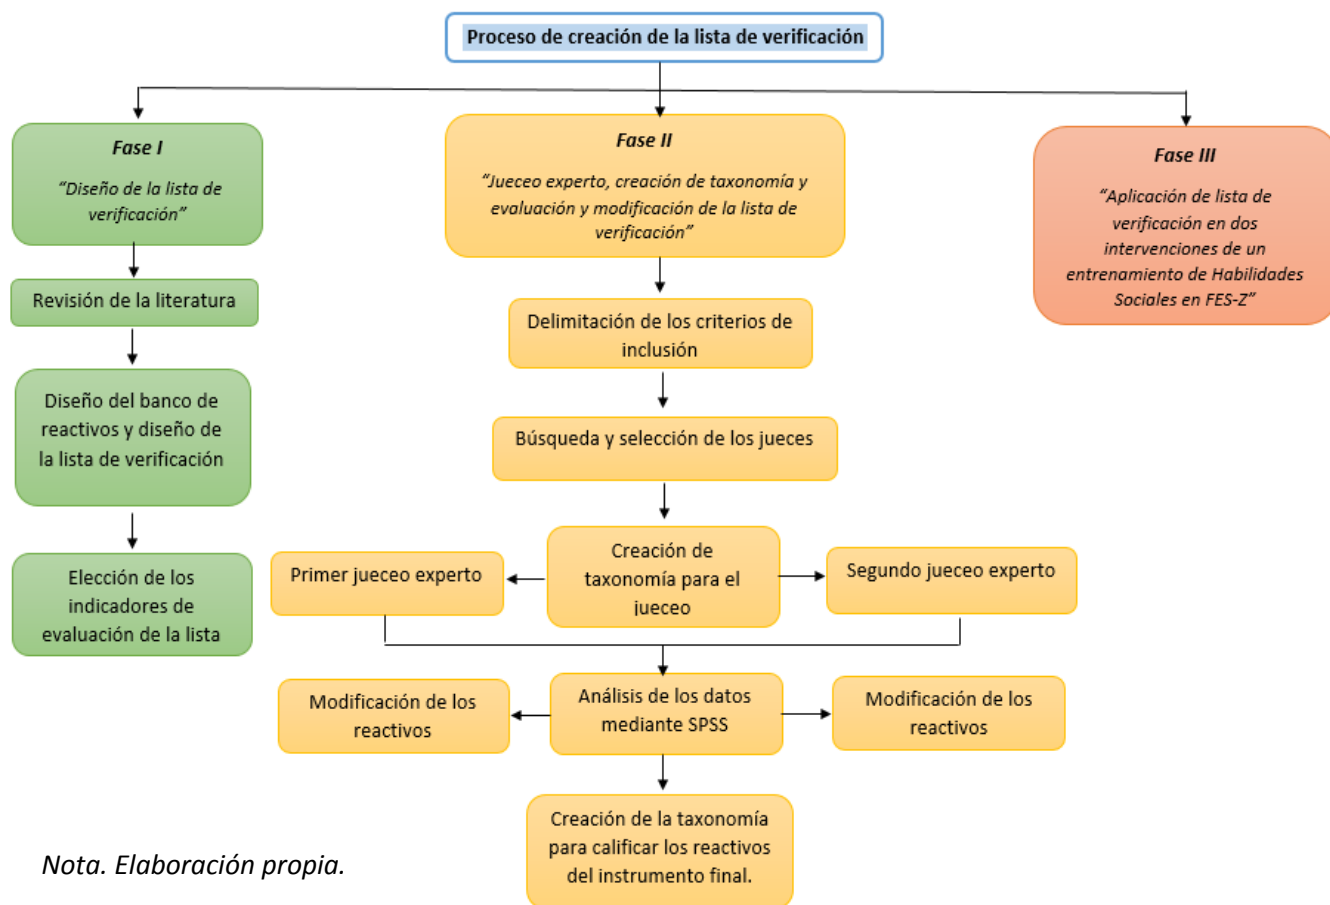 Proceso de creación de la lista de verificación
Fase I
“Diseño de la lista de
verificación”
Revisión de la literatura
Diseño del banco de
reactivos y diseño de
la lista de verificación
Elección de los
indicadores de
evaluación de la lista
Fase II
“Jueceo experto, creación de taxonomía y
evaluación y modificación de la lista de
verificación”
Delimitación de los criterios de
inclusión
Búsqueda y selección de los jueces
Creación de
taxonomía para el
jueceo
Primer jueceo experto
Segundo jueceo experto
Análisis de los datos
mediante SPSS
Modificación de los
reactivos
Modificación de los
reactivos
Creación de la taxonomía
para calificar los reactivos
del instrumento final.
Fase III
“Aplicación de lista de
verificación en dos
intervenciones de un
entrenamiento de Habilidades
Sociales en FES-Z”
Nota. Elaboración propia.